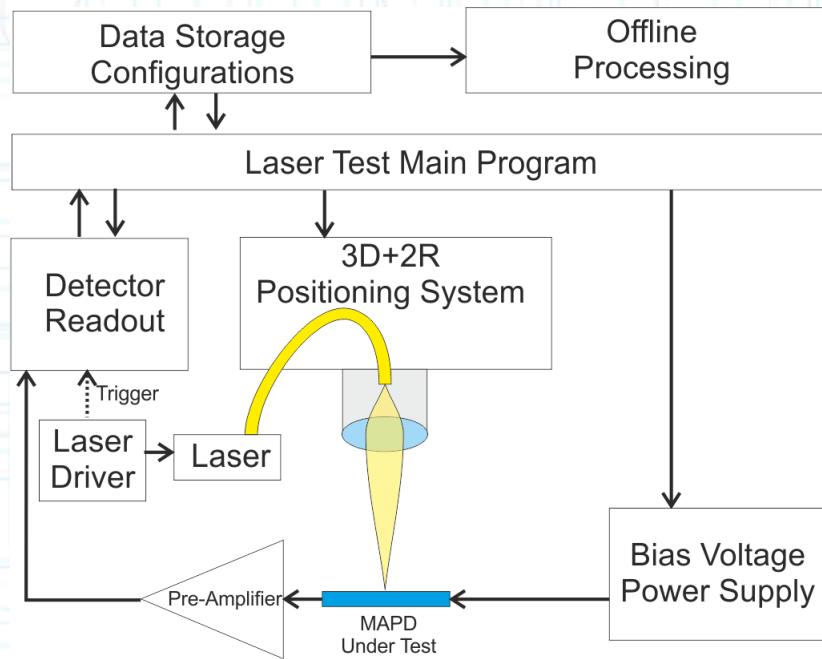 Data Storage
Configurations
Offline
Processing
Laser Test Main Program
Detector
Readout
3D+2R
Positioning System
Trigger
Laser
Driver
Laser
Bias Voltage
Power Supply
Pre-Amplifier
MAPD
Under Test